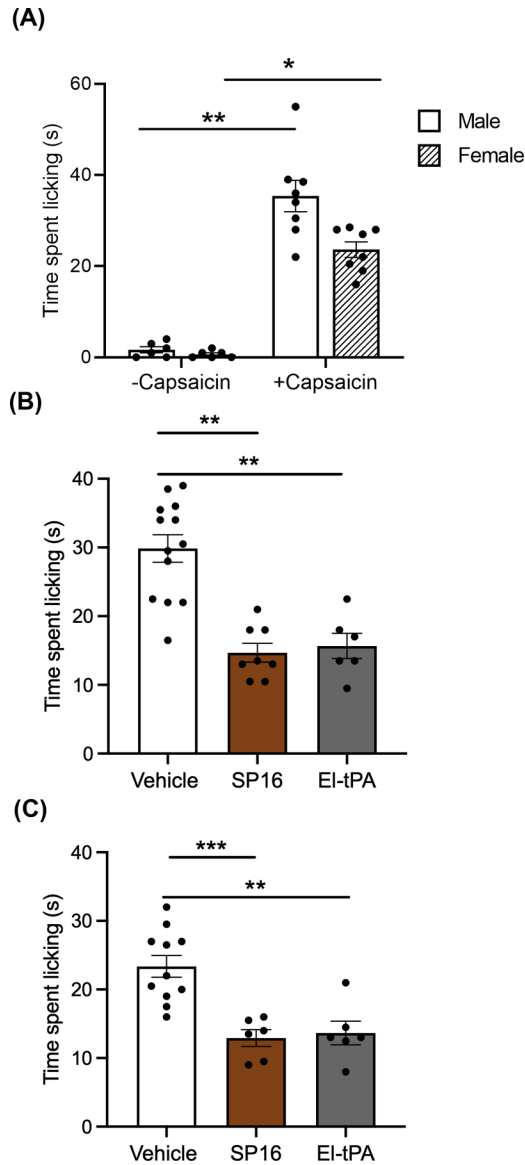 (A)
*
**
60
40
20
0
Time spent licking (s)
Male
Female
-Capsaicin
+Capsaicin
(B)
**
**
40
30
20
10
0
Time spent licking (s)
Vehicle
SP16
EI-tPA
(C)
***
**
40
30
20
10
0
Time spent licking (s)
Vehicle
SP16
EI-tPA